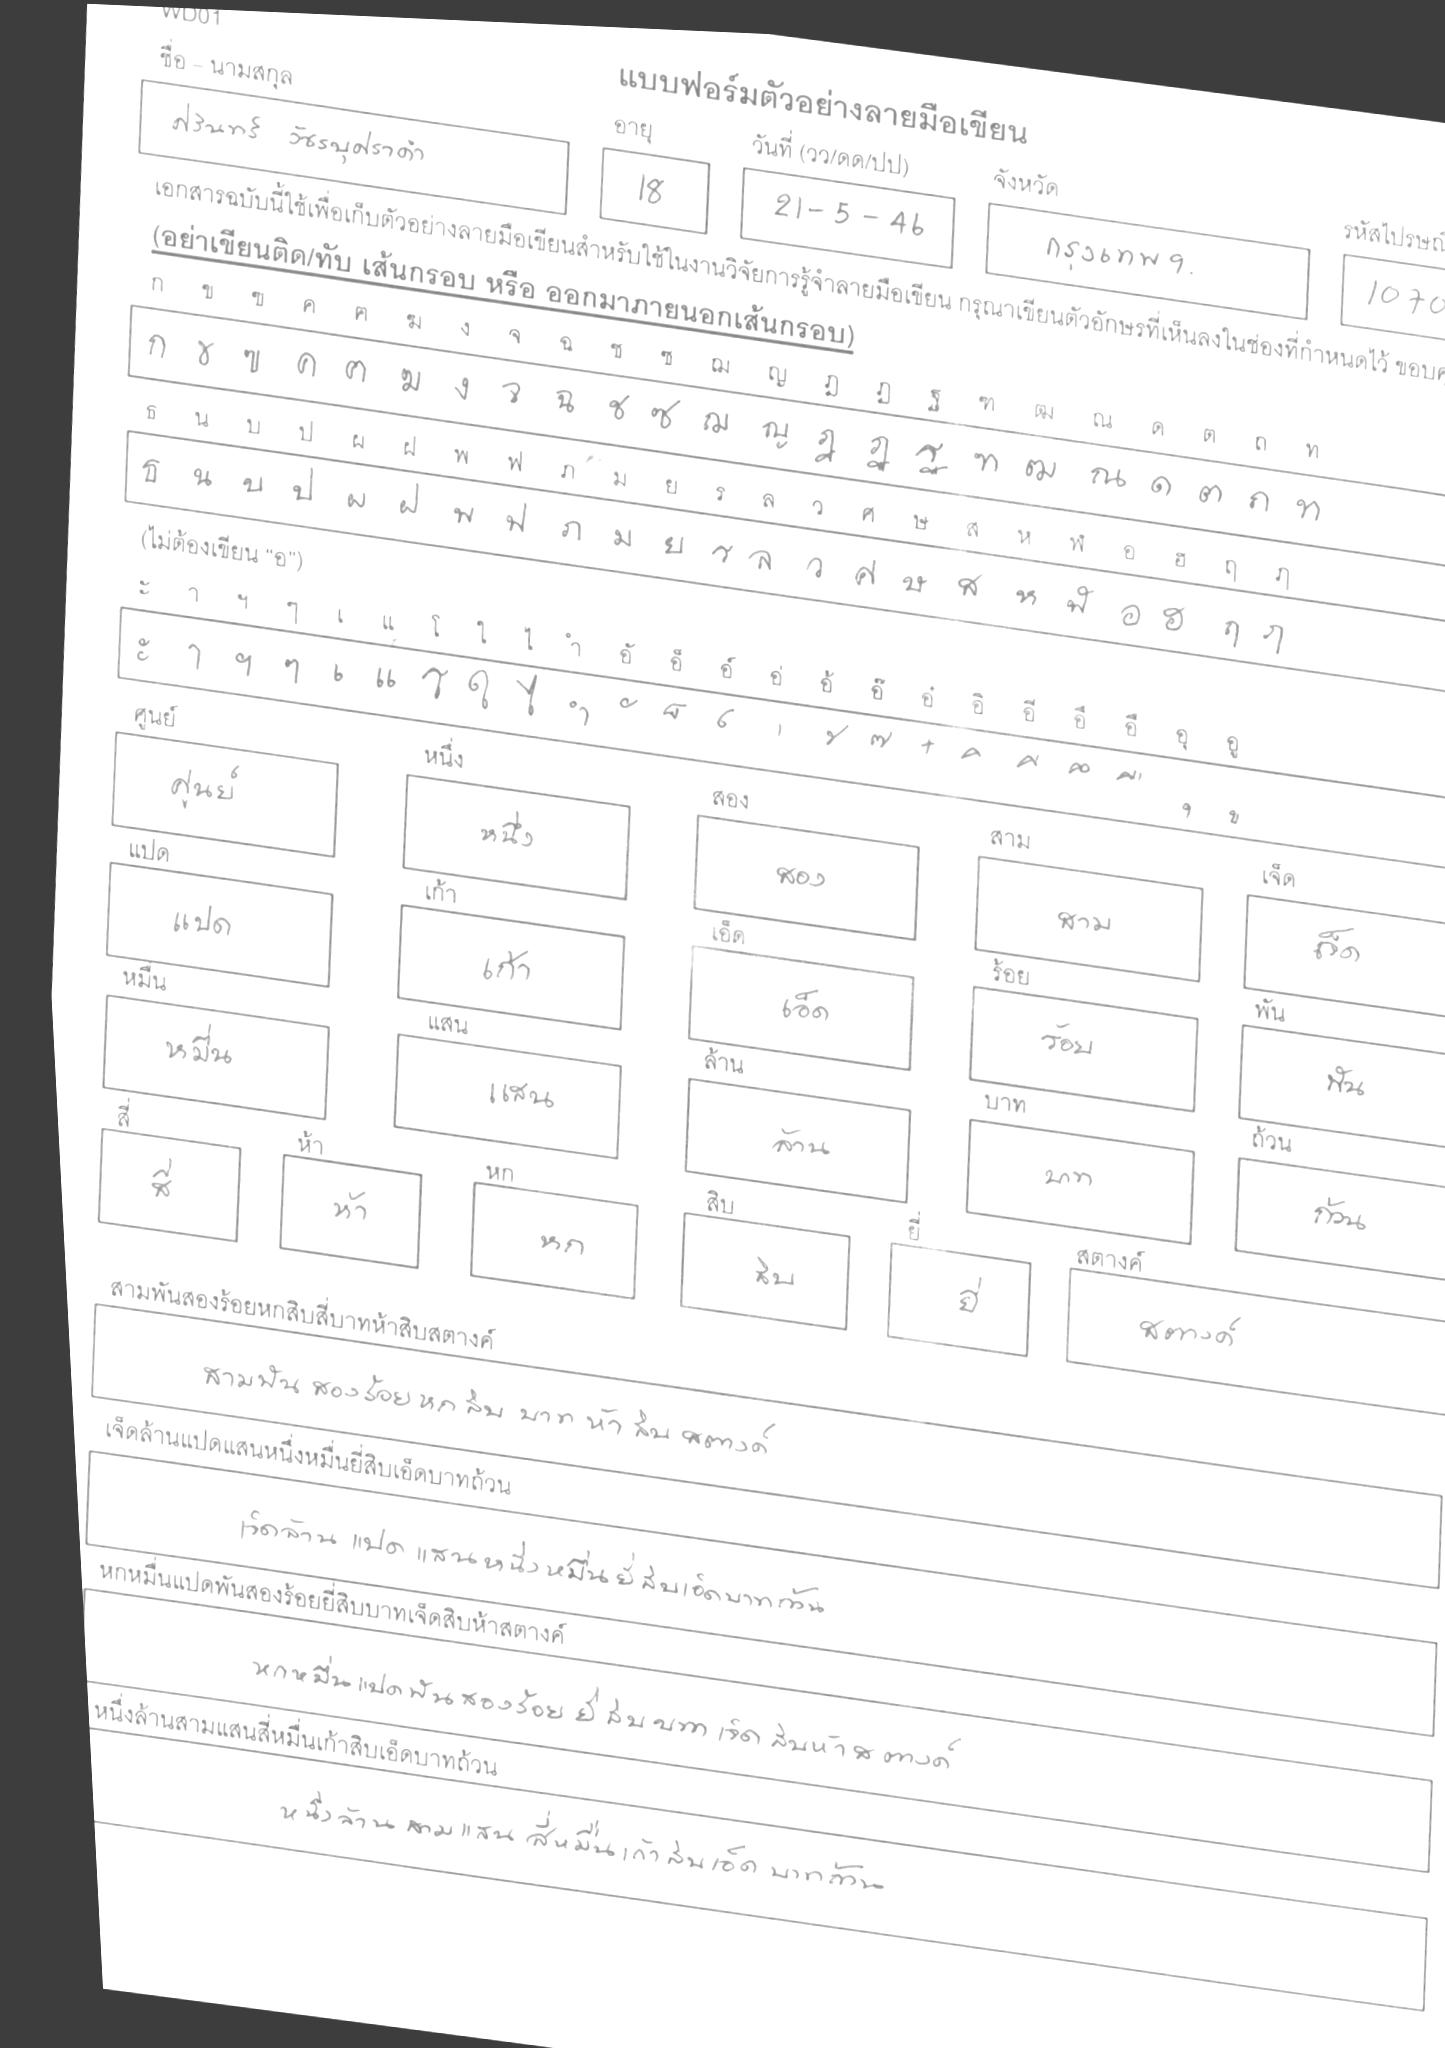 WD01
แบบฟอร์มตัวอย่างลายมือเขียน
ชื่อ - นามสกุล อายุ วันที่ (วว/ดด/ปป) จังหวัด
วัชรบุศราคำ 18 21-5-46 กรุงเทพฯ. 1070
เอกสารฉบับนี้ใช้เพื่อเก็บตัวอย่างลายมือเขียนสำหรับใช้ในงานวิจัยการรู้จำลายมือเขียน กรุณาเขียนตัวอักษรที่เห็นลงในช่องที่กำหนดไว้
(อย่าเขียนติด/ทับ เส้นกรอบ หรือ ออกมาภายนอกเส้นกรอบ)
ก ข ฃ ค ฅ ฆ ง จ ฉ ช ซ ฌ ญ ฎ ฏ ฐ ฑ ฒ ณ ด ต ถ ท
ก ข ฃ ค ฅ ฆ ง จ ฉ ช ซ ฌ ญ ฎ ฏ ฐ ฑ ฒ ณ ด ต ถ ท
ธ น บ ป ผ ฝ พ ฟ ภ ม ย ร ล ว ศ ษ ส ห ฬ อ ฮ ฤ ฦ
ธ น บ ป ผ ฝ พ ฟ ภ ม ย ร ล ว ศ ษ ส ห ฬ อ ฮ ฤ ฦ
(ไม่ต้องเขียน "อ")
ะ า ฯ ๆ เ แ โ ใ ไ ำ อั อ็ อ์ อ่ อ้ อ๊ อ๋ อิ อี อึ อื อุ อู
ะ า ฯ ๆ เ แ โ ใ ไ ำ ั ็ ์ ่ ้ ๊ ๋ ิ ี ึ ื ุ ู
ศูนย์ หนึ่ง สอง สาม เจ็ด
ศูนย์ หนึ่ง สอง สาม เจ็ด
แปด เก้า เอ็ด ร้อย พัน
แปด เก้า เอ็ด ร้อย พัน
หมื่น แสน ล้าน บาท ถ้วน
หมื่น แสน ล้าน บาท ถ้วน
สี่ ห้า หก สิบ ยี่ สตางค์
สี่ ห้า หก สิบ ยี่ สตางค์
สามพันสองร้อยหกสิบสี่บาทห้าสิบสตางค์
สามพัน สองร้อย หก สิบ บาท ห้า สิบ สตางค์
เจ็ดล้านแปดแสนหนึ่งหมื่นยี่สิบเอ็ดบาทถ้วน
เจ็ดล้าน แปด แสนหนึ่งหมื่น ยี่ สิบเอ็ดบาทถ้วน
หกหมื่นแปดพันสองร้อยยี่สิบบาทเจ็ดสิบห้าสตางค์
หกหมื่นแปดพัน สองร้อย ยี่ สิบ บาท เจ็ด สิบห้า สตางค์
หนึ่งล้านสามแสนสี่หมื่นเก้าสิบเอ็ดบาทถ้วน
หนึ่งล้าน สามแสน สี่หมื่น เก้า สิบเอ็ด บาทถ้วน